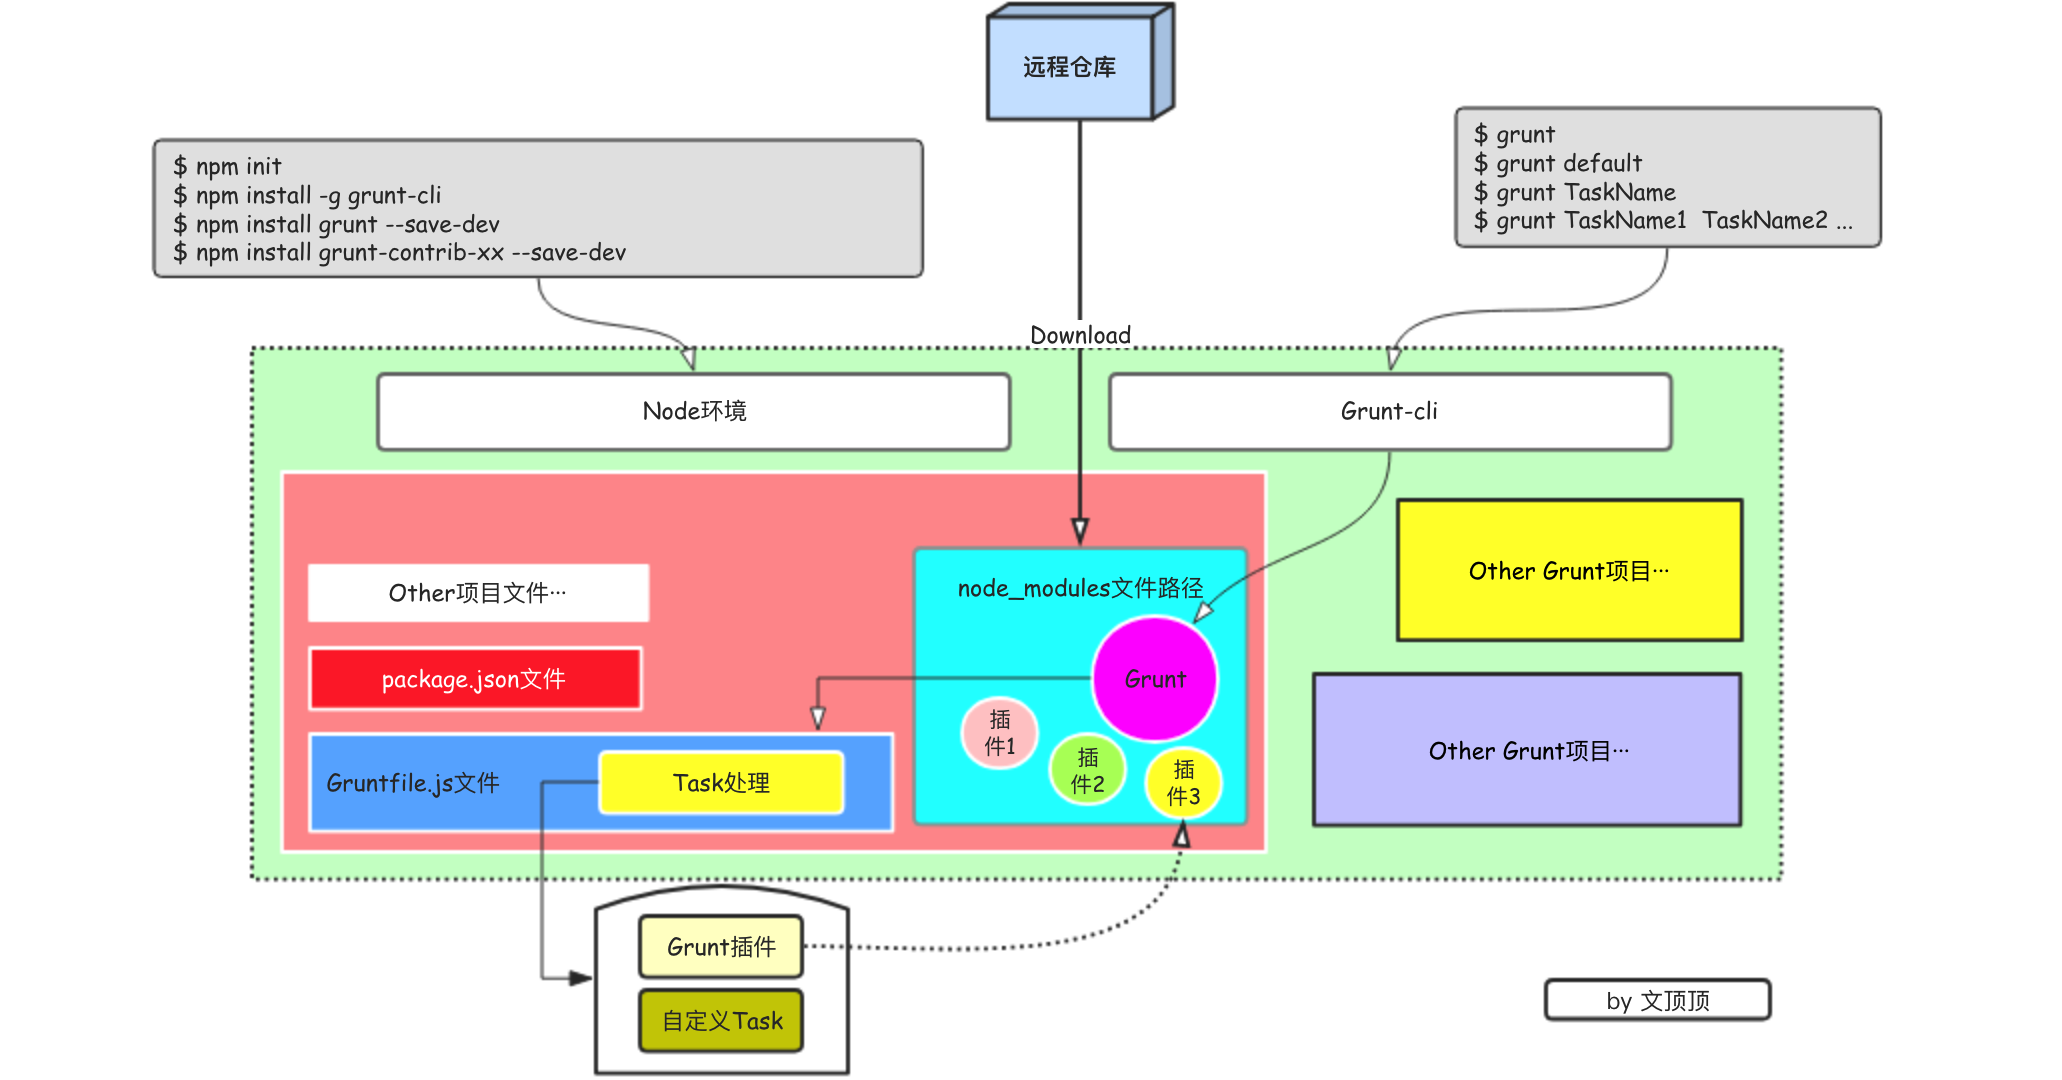 远程仓库
$ npm init
$ npm install -g grunt-cli
$ npm install grunt --save-dev
$ npm install grunt-contrib-xx --save-dev
$ grunt
$ grunt default
$ grunt TaskName
$ grunt TaskName1  TaskName2 ...
Download
Node环境
Grunt-cli
Other项目文件…
node_modules文件路径
Other Grunt项目…
package.json文件
Grunt
插
件1
插
件2
插
件3
Gruntfile.js文件
Task处理
Other Grunt项目…
Grunt插件
自定义Task
by 文顶顶